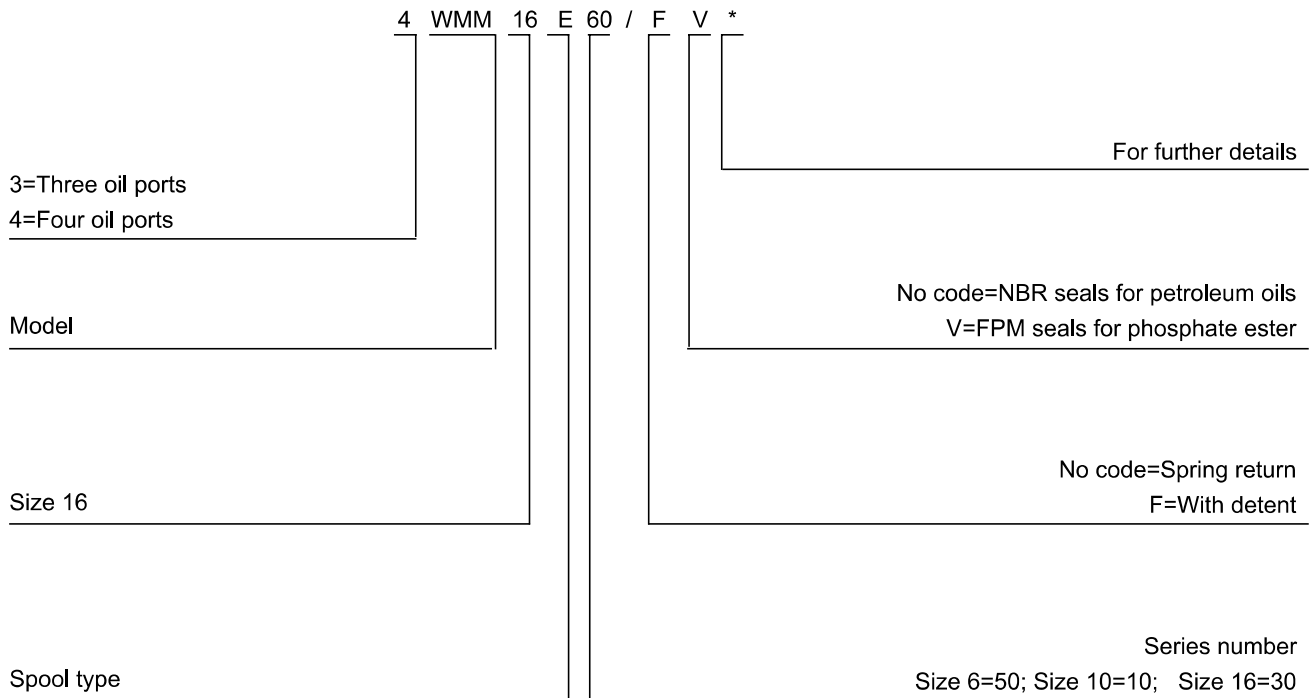 4 WMM 16 E 60 / F V *
For further details
3=Three oil ports
4=Four oil ports
No code=NBR seals for petroleum oils
Model
V=FPM seals for phosphate ester
No code=Spring return
Size 16
F=With detent
Series number
Spool type
Size 6=50; Size 10=10; Size 16=30